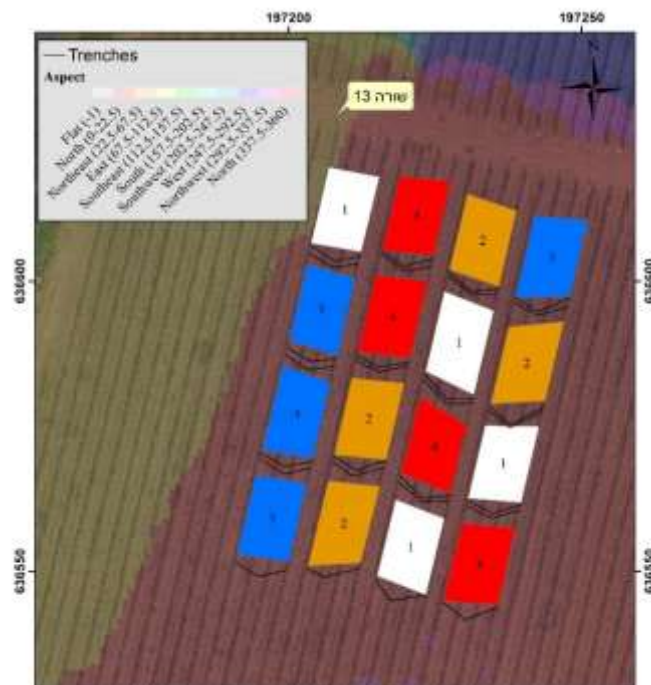 197200
197250
Trenches
Aspect
Flat (-1)
North (0-22.5)
Northeast (22.5-67.5)
East (67.5-112.5)
Southeast (112.5-157.5)
South (157.5-202.5)
Southwest (202.5-247.5)
West (247.5-292.5)
Northwest (292.5-337.5)
North (337.5-360)
שורה 13
1
2
636600
636600
1
2
2
1
2
1
636550
636550